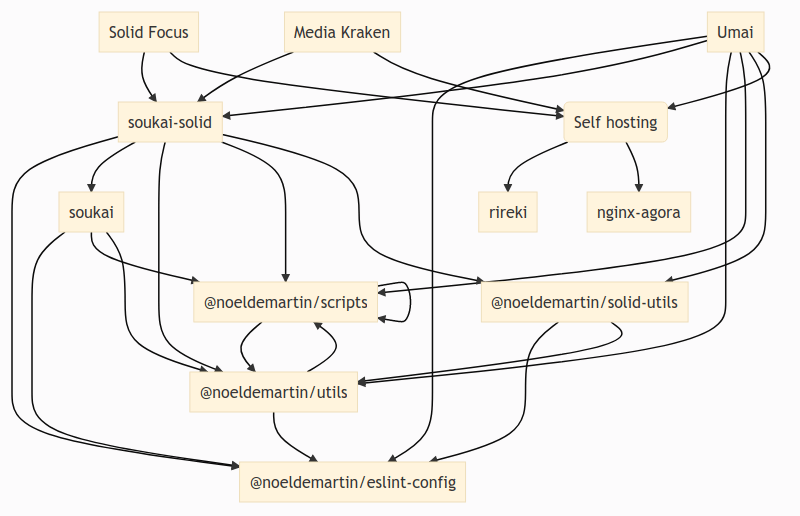 Solid Focus
Media Kraken
Umai
soukai-solid
Self hosting
soukai
rireki
nginx-agora
@noeldemartin/scripts
@noeldemartin/solid-utils
@noeldemartin/utils
@noeldemartin/eslint-config